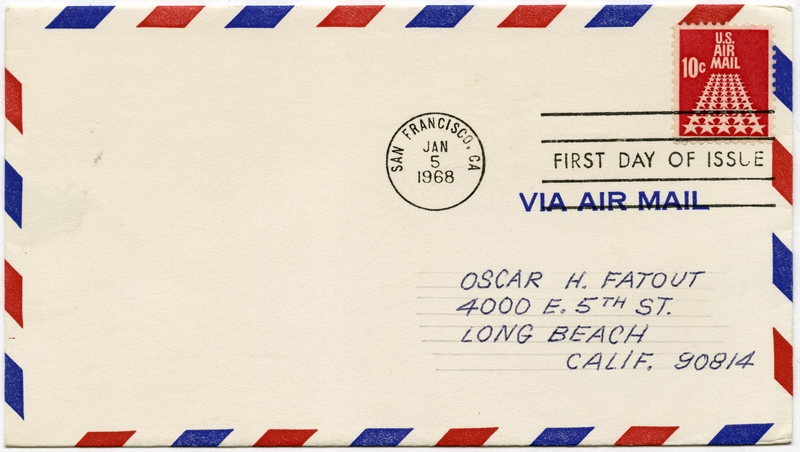 U.S.
AIR
MAIL
10c
SAN FRANCISCO, CA
JAN
5
1968
FIRST DAY OF ISSUE
VIA AIR MAIL
OSCAR H. FATOUT
4000 E. 5TH ST.
LONG BEACH
CALIF. 90814